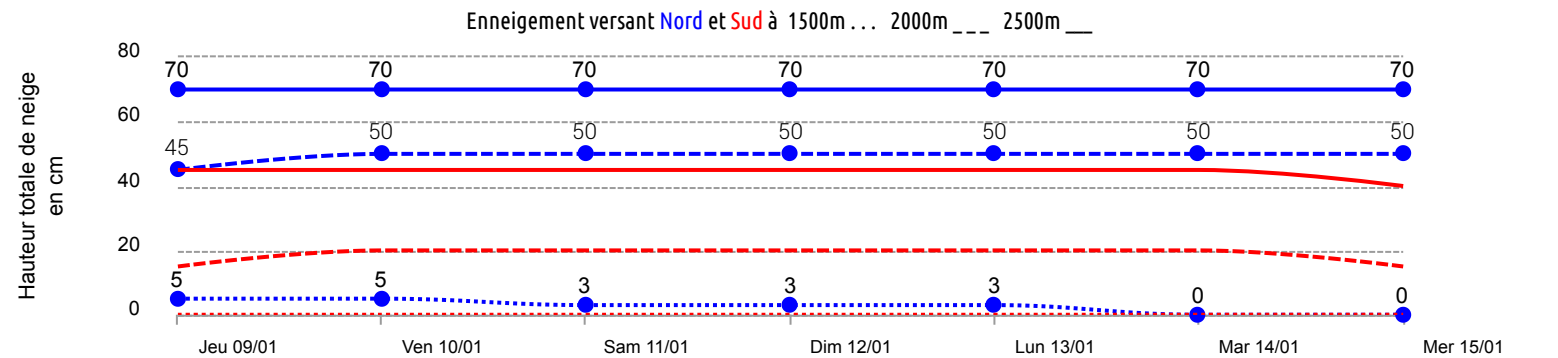 Enneigement versant Nord et Sud à 1500m . . . 2000m _ _ _ 2500m __
Hauteur totale de neige
en cm
80
70 70 70 70 70 70 70
60
50 50 50 50 50 50
45
40
20
5 5 3 3 3 0 0
0
Jeu 09/01 Ven 10/01 Sam 11/01 Dim 12/01 Lun 13/01 Mar 14/01 Mer 15/01